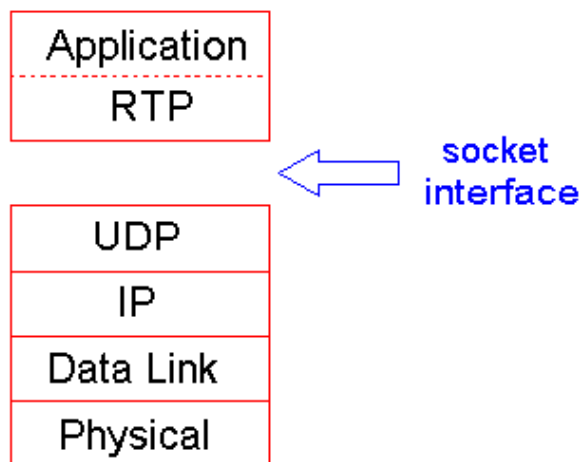 Application
RTP
socket
interface
UDP
IP
Data Link
Physical